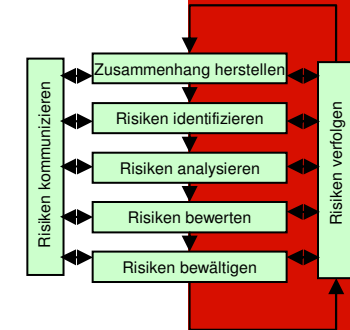 Risiken kommunizieren
Zusammenhang herstellen
Risiken identifizieren
Risiken analysieren
Risiken bewerten
Risiken bewältigen
Risiken verfolgen